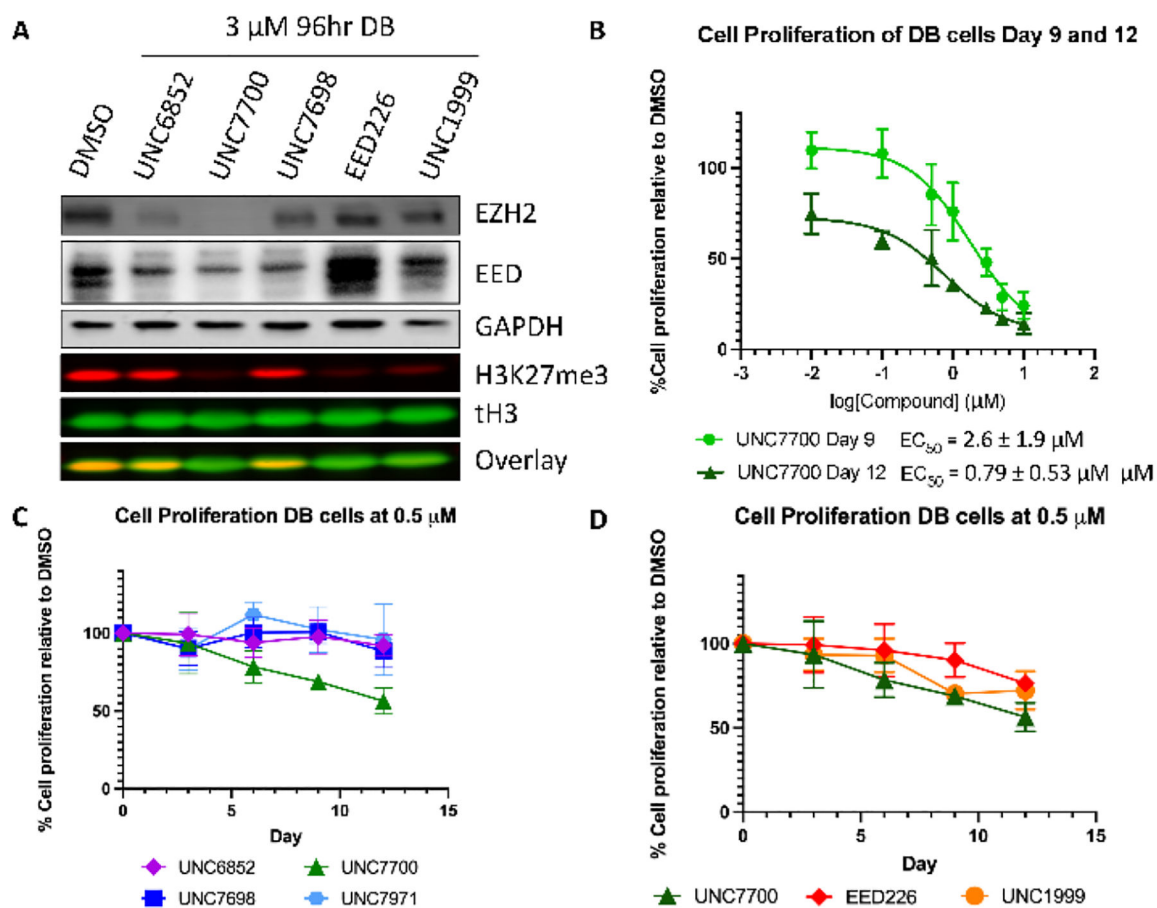 A
3 μM 96hr DB
DMSO
UNC6852
UNC7700
UNC7698
EED226
UNC1999
EZH2
EED
GAPDH
H3K27me3
tH3
Overlay
B
Cell Proliferation of DB cells Day 9 and 12
%Cell proliferation relative to DMSO
100
50
0
-3 -2 -1 0 1 2
log[Compound] (μM)
UNC7700 Day 9 EC50 = 2.6 ± 1.9 μM
UNC7700 Day 12 EC50 = 0.79 ± 0.53 μM μM
C
Cell Proliferation DB cells at 0.5 μM
% Cell proliferation relative to DMSO
100
50
0
0 5 10 15
Day
UNC6852 UNC7700
UNC7698 UNC7971
D
Cell Proliferation DB cells at 0.5 μM
% Cell proliferation relative to DMSO
100
50
0
0 5 10 15
Day
UNC7700 EED226 UNC1999